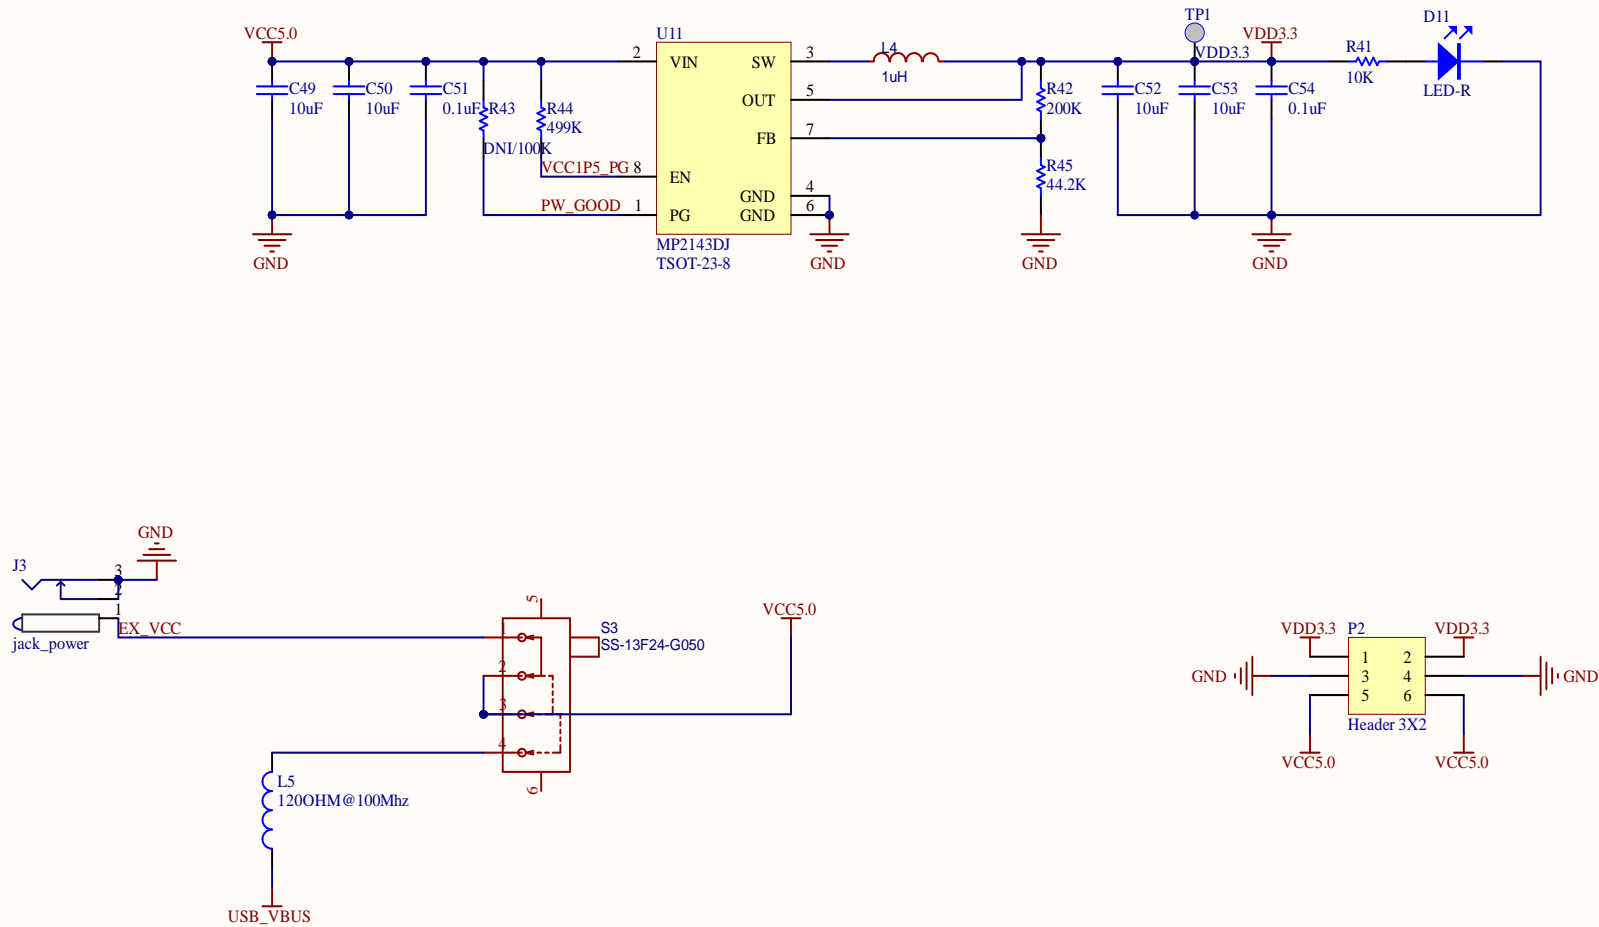 VCC5.0
C49
10uF
C50
10uF
C51
0.1uF
R43
DNI/100K
R44
499K
VCC1P5_PG
PW_GOOD
GND
U11
2 VIN
8 EN
1 PG
SW 3
OUT 5
FB 7
GND 4
GND 6
MP2143DJ
TSOT-23-8
GND
L4
1uH
R42
200K
R45
44.2K
GND
TP1
VDD3.3
VDD3.3
C52
10uF
C53
10uF
C54
0.1uF
GND
R41
10K
D11
LED-R
GND
J3
3
2
1
jack_power
EX_VCC
5
1
2
3
4
6
S3
SS-13F24-G050
VCC5.0
L5
120OHM@100Mhz
USB_VBUS
VDD3.3
P2
VDD3.3
GND
1 2
3 4
5 6
GND
Header 3X2
VCC5.0
VCC5.0